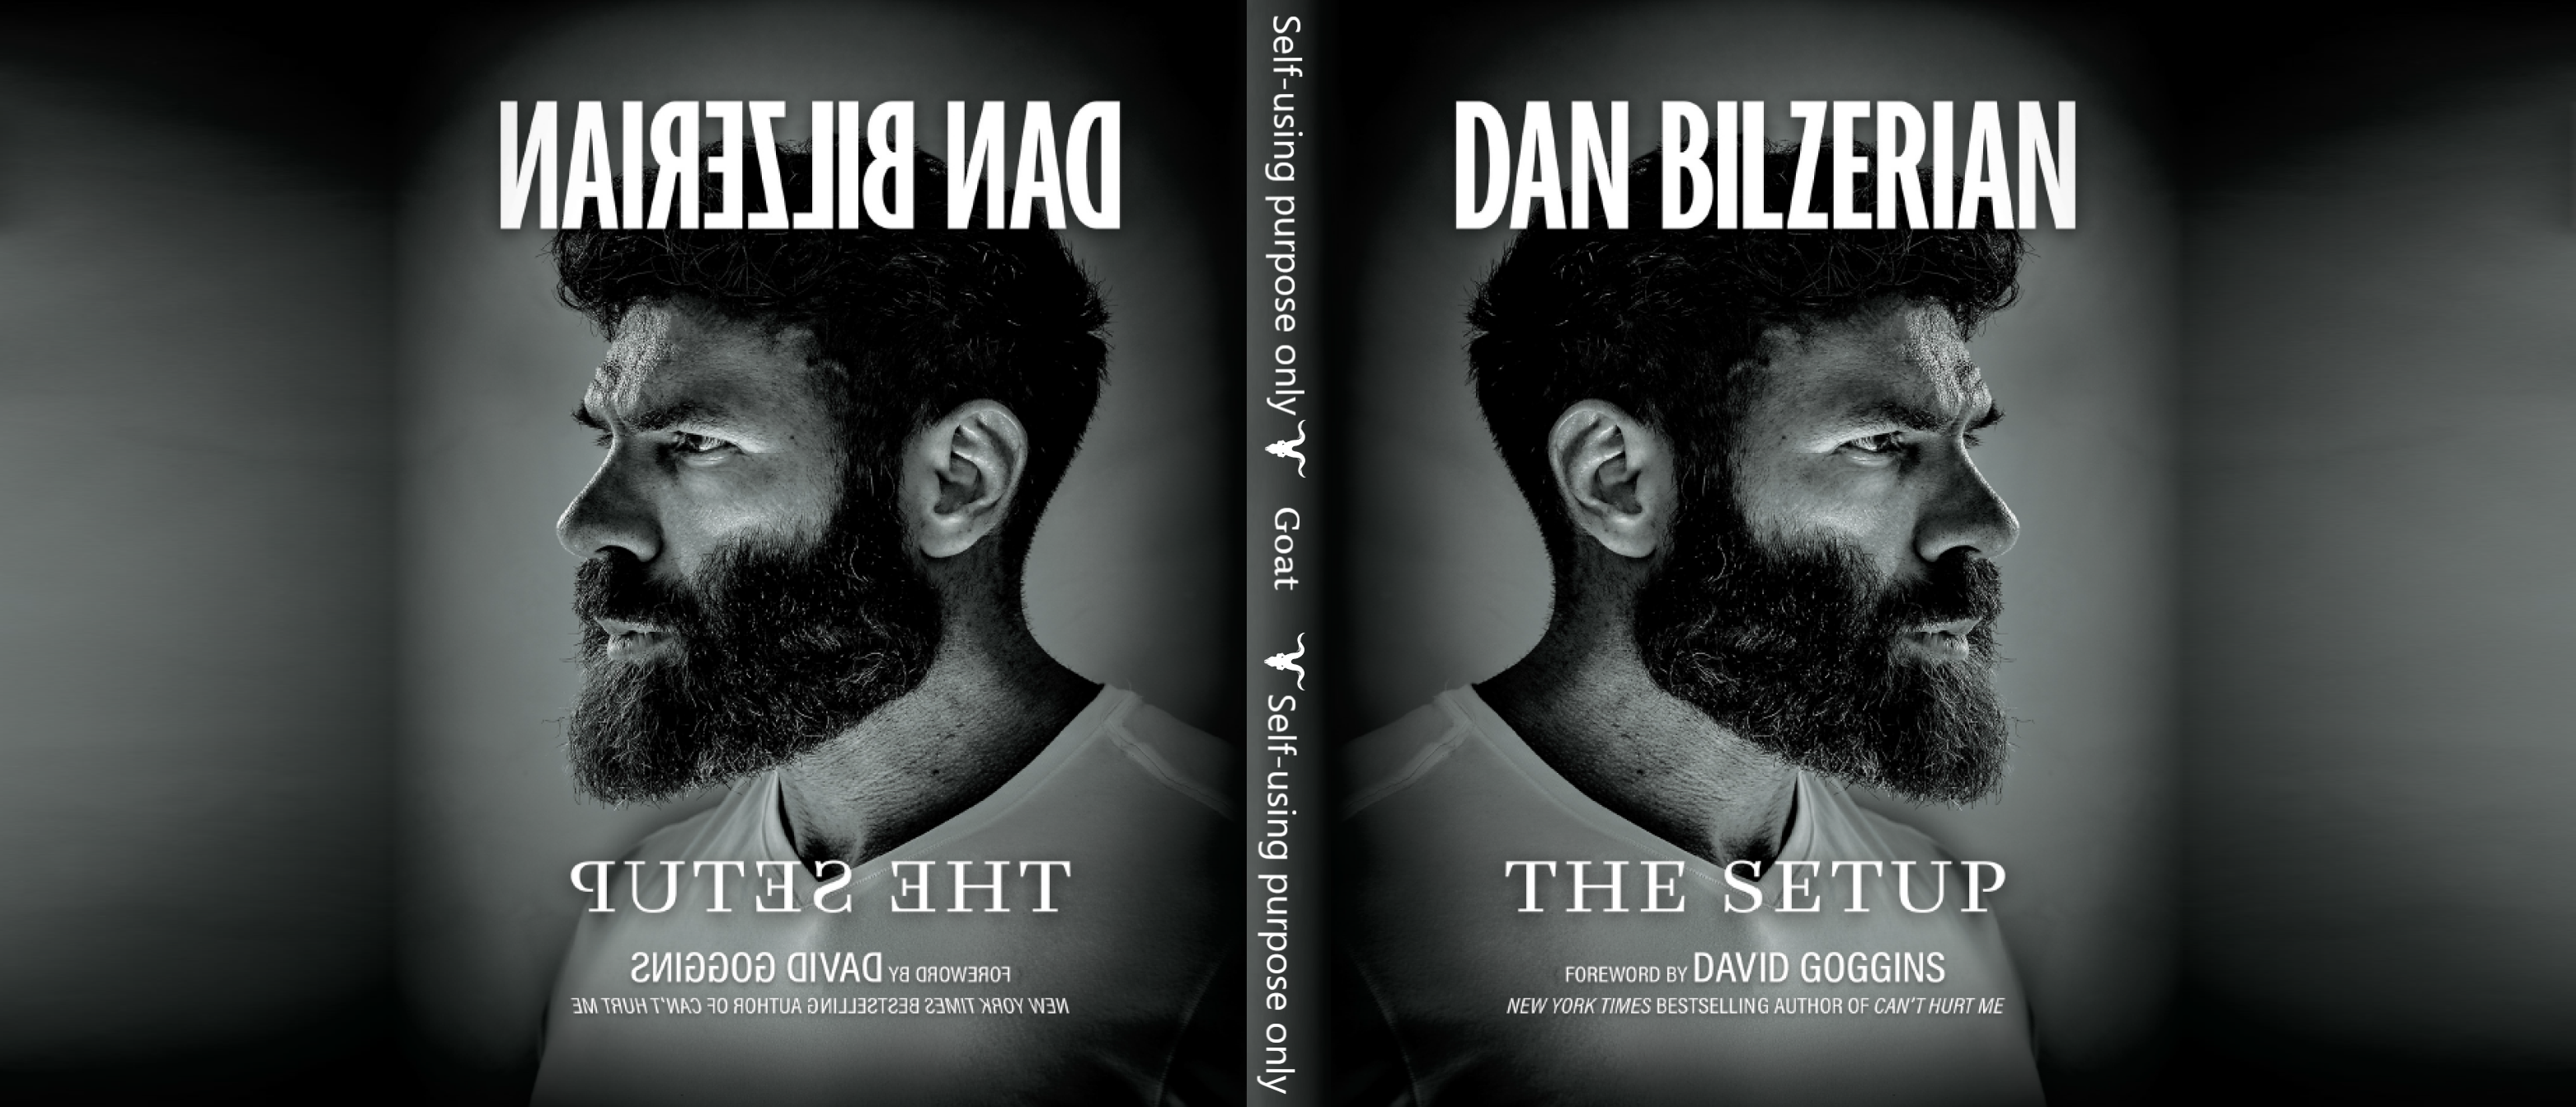 DAN BILZERIAN
THE SETUP
FOREWORD BY DAVID GOGGINS
NEW YORK TIMES BESTSELLING AUTHOR OF CAN'T HURT ME
Self-using purpose only Goat Self-using purpose only
DAN BILZERIAN
THE SETUP
FOREWORD BY DAVID GOGGINS
NEW YORK TIMES BESTSELLING AUTHOR OF CAN'T HURT ME